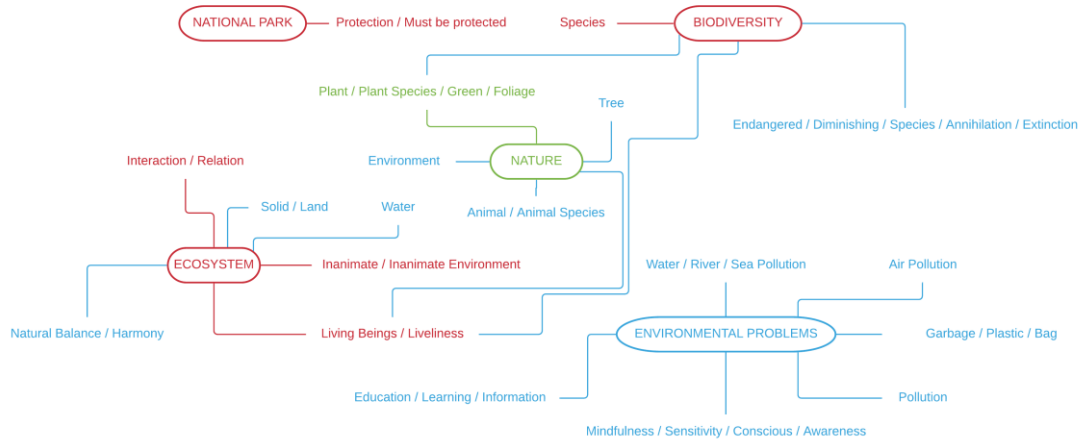 NATIONAL PARK
Protection / Must be protected
Species
BIODIVERSITY
Plant / Plant Species / Green / Foliage
Tree
Endangered / Diminishing / Species / Annihilation / Extinction
Interaction / Relation
Environment
NATURE
Solid / Land
Water
Animal / Animal Species
ECOSYSTEM
Inanimate / Inanimate Environment
Water / River / Sea Pollution
Air Pollution
Natural Balance / Harmony
Living Beings / Liveliness
ENVIRONMENTAL PROBLEMS
Garbage / Plastic / Bag
Education / Learning / Information
Pollution
Mindfulness / Sensitivity / Conscious / Awareness